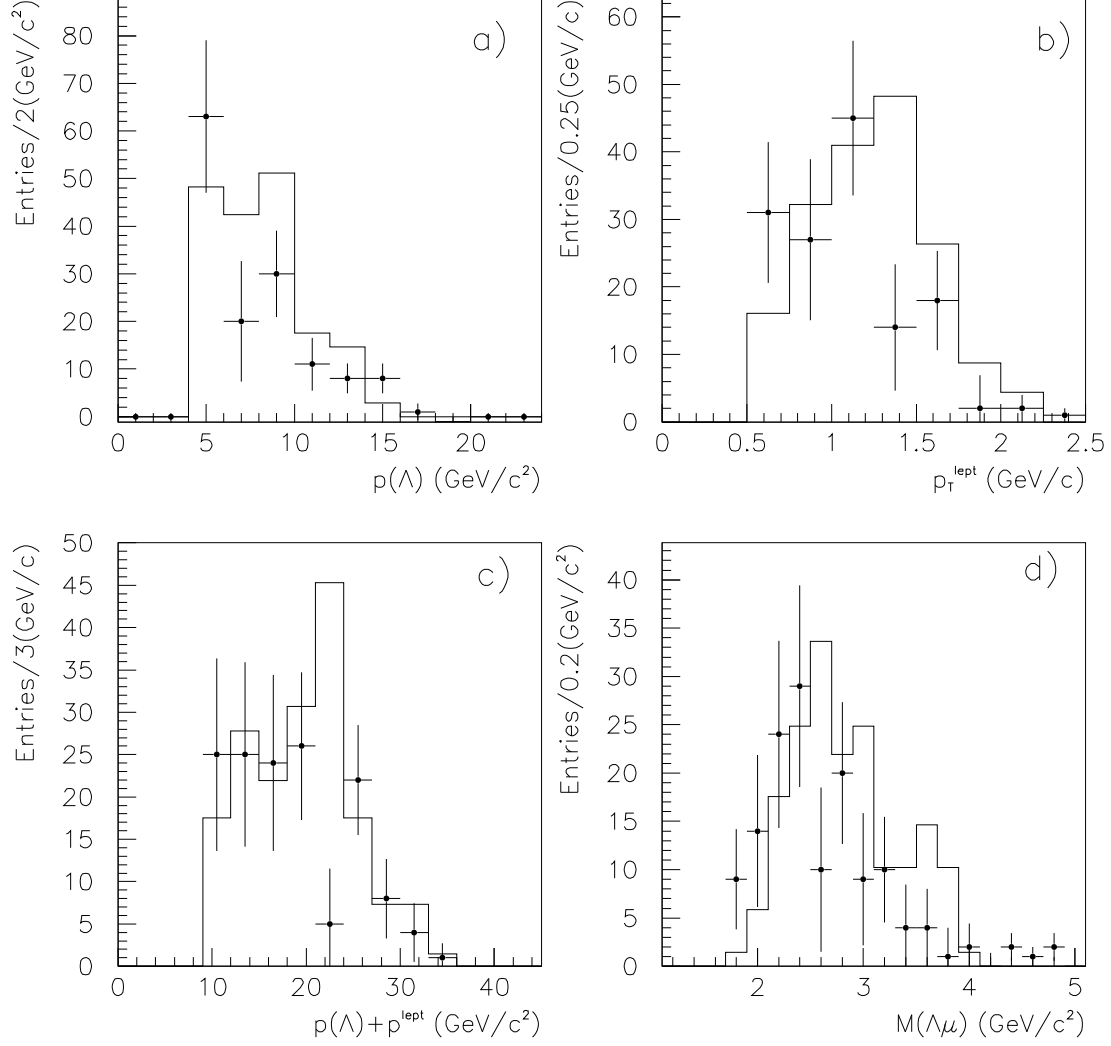 a)
Entries/2(GeV/c²)
80
70
60
50
40
30
20
10
0
0 5 10 15 20
p(Λ) (GeV/c²)
b)
Entries/0.25(GeV/c)
60
50
40
30
20
10
0
0 0.5 1 1.5 2 2.5
p_T^lept (GeV/c)
c)
Entries/3(GeV/c)
50
45
40
35
30
25
20
15
10
5
0
0 10 20 30 40
p(Λ)+p^lept (GeV/c²)
d)
Entries/0.2(GeV/c²)
40
35
30
25
20
15
10
5
0
2 3 4 5
M(Λμ) (GeV/c²)